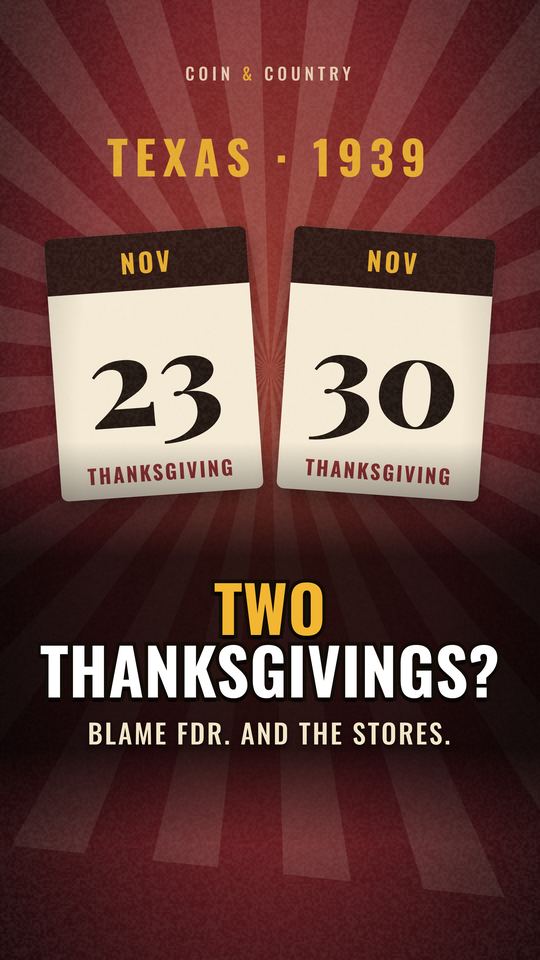 COIN & COUNTRY
TEXAS · 1939
NOV
23
THANKSGIVING
NOV
30
THANKSGIVING
TWO
THANKSGIVINGS?
BLAME FDR. AND THE STORES.